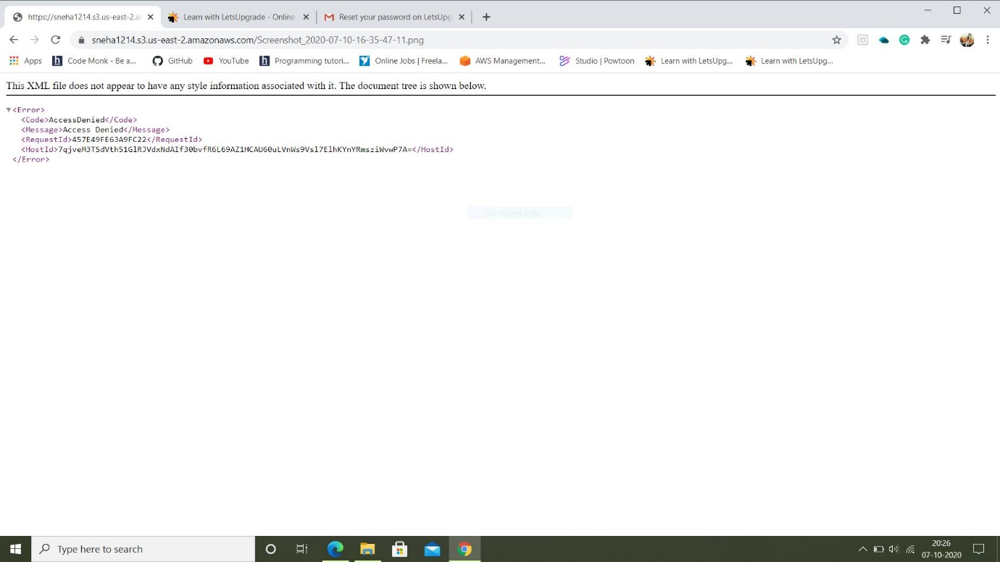 https://sneha1214.s3.us-east-2.a
Learn with LetsUpgrade - Online
Reset your password on LetsUpg
sneha1214.s3.us-east-2.amazonaws.com/Screenshot_2020-07-10-16-35-47-11.png
Apps
Code Monk - Be a...
GitHub
YouTube
Programming tutori...
Online Jobs | Freela...
AWS Management...
Studio | Powtoon
Learn with LetsUpg...
Learn with LetsUpg...
This XML file does not appear to have any style information associated with it. The document tree is shown below.
▼<Error>
<Code>AccessDenied</Code>
<Message>Access Denied</Message>
<RequestId>457E49FE63A9FC22</RequestId>
<HostId>7qjveM3TSdVth51GlRJVdxNdAIf30bvfR6L69AZ1HCAU60uLVnWs9Vsl7ElhKYnYRmsziWvwP7A=</HostId>
</Error>
Full-screen Snip
Type here to search
20:26
07-10-2020